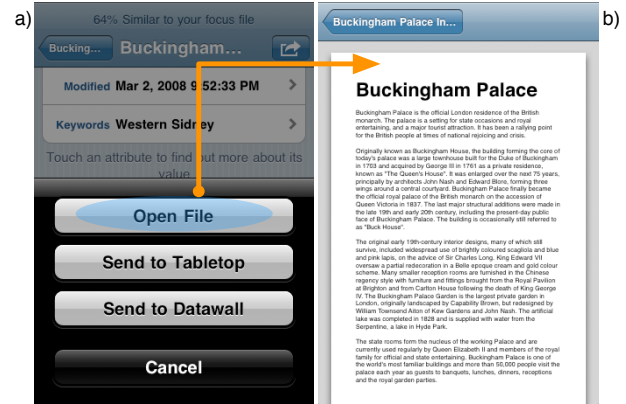 a)
64% Similar to your focus file
Bucking...
Buckingham...
Modified Mar 2, 2008 9:52:33 PM
Keywords Western Sidney
Touch an attribute to find out more about its
value
Open File
Send to Tabletop
Send to Datawall
Cancel
b)
Buckingham Palace In...
Buckingham Palace
Buckingham Palace is the official London residence of the British
monarch. The palace is a setting for state occasions and royal
entertaining, and a major tourist attraction. It has been a rallying point
for the British people at times of national rejoicing and crisis.
Originally known as Buckingham House, the building forming the core of
today's palace was a large townhouse built for the Duke of Buckingham
in 1703 and acquired by George III in 1761 as a private residence,
known as "The Queen's House". It was enlarged over the next 75 years,
principally by architects John Nash and Edward Blore, forming three
wings around a central courtyard. Buckingham Palace finally became
the official royal palace of the British monarch on the accession of
Queen Victoria in 1837. The last major structural additions were made in
the late 19th and early 20th century, including the present-day public
face of Buckingham Palace. The building is occasionally still referred to
as "Buck House".
The original early 19th-century interior designs, many of which still
survive, included widespread use of brightly coloured scagliola and blue
and pink lapis, on the advice of Sir Charles Long. King Edward VII
oversaw a partial redecoration in a Belle epoque cream and gold colour
scheme. Many smaller reception rooms are furnished in the Chinese
regency style with furniture and fittings brought from the Royal Pavilion
at Brighton and from Carlton House following the death of King George
IV. The Buckingham Palace Garden is the largest private garden in
London, originally landscaped by Capability Brown, but redesigned by
William Townsend Aiton of Kew Gardens and John Nash. The artificial
lake was completed in 1828 and is supplied with water from the
Serpentine, a lake in Hyde Park.
The state rooms form the nucleus of the working Palace and are
currently used regularly by Queen Elizabeth II and members of the royal
family for official and state entertaining. Buckingham Palace is one of
the world's most familiar buildings and more than 50,000 people visit the
palace each year as guests to banquets, lunches, dinners, receptions
and the royal garden parties.